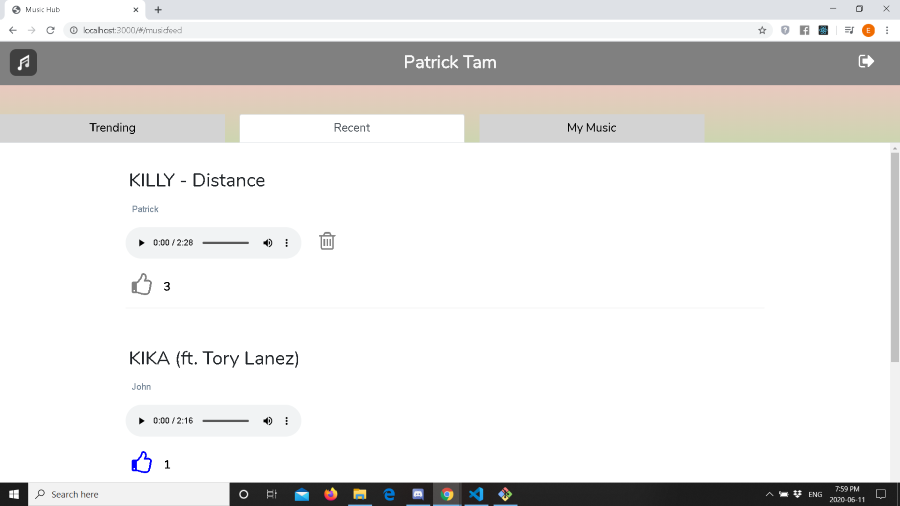 Music Hub
localhost:3000/#/musicfeed
E
Patrick Tam
Trending
Recent
My Music
KILLY - Distance
Patrick
0:00 / 2:28
3
KIKA (ft. Tory Lanez)
John
0:00 / 2:16
1
Search here
ENG
7:59 PM
2020-06-11